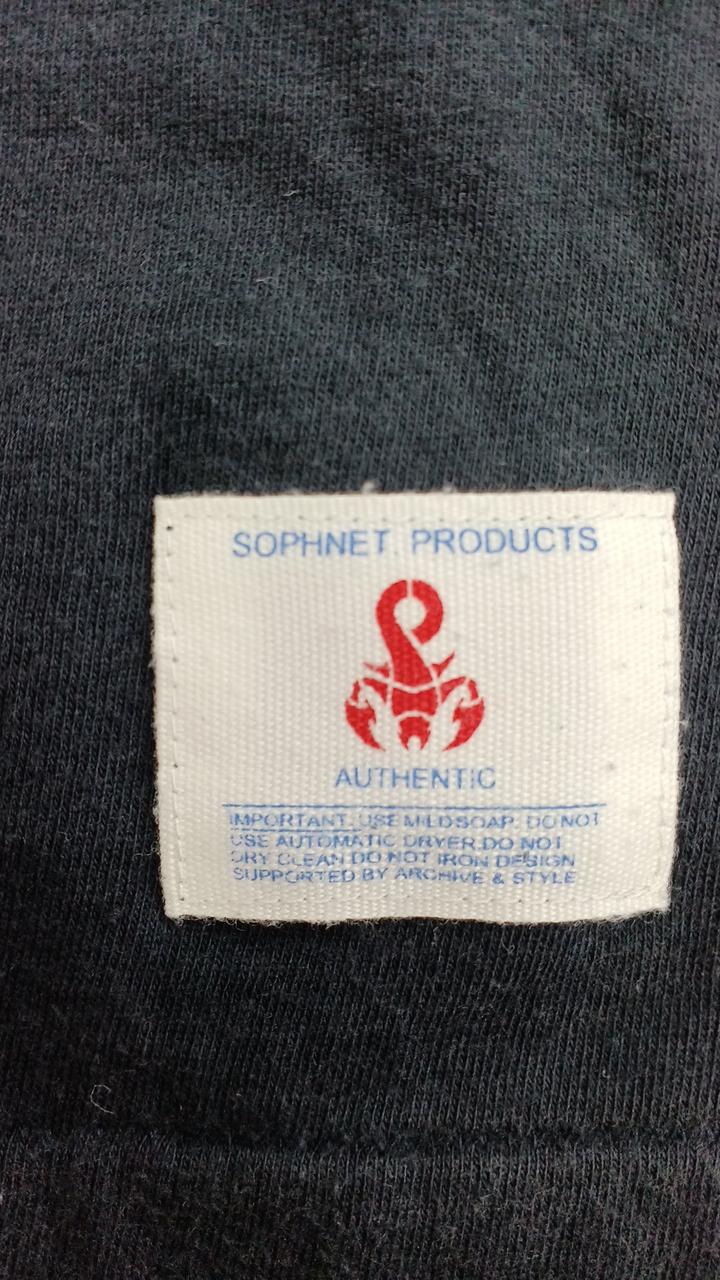 SOPHNET. PRODUCTS
AUTHENTIC
IMPORTANT. USE MILD SOAP. DO NOT
USE AUTOMATIC DRYER.DO NOT
DRY CLEAN DO NOT IRON DESIGN
SUPPORTED BY ARCHIVE & STYLE